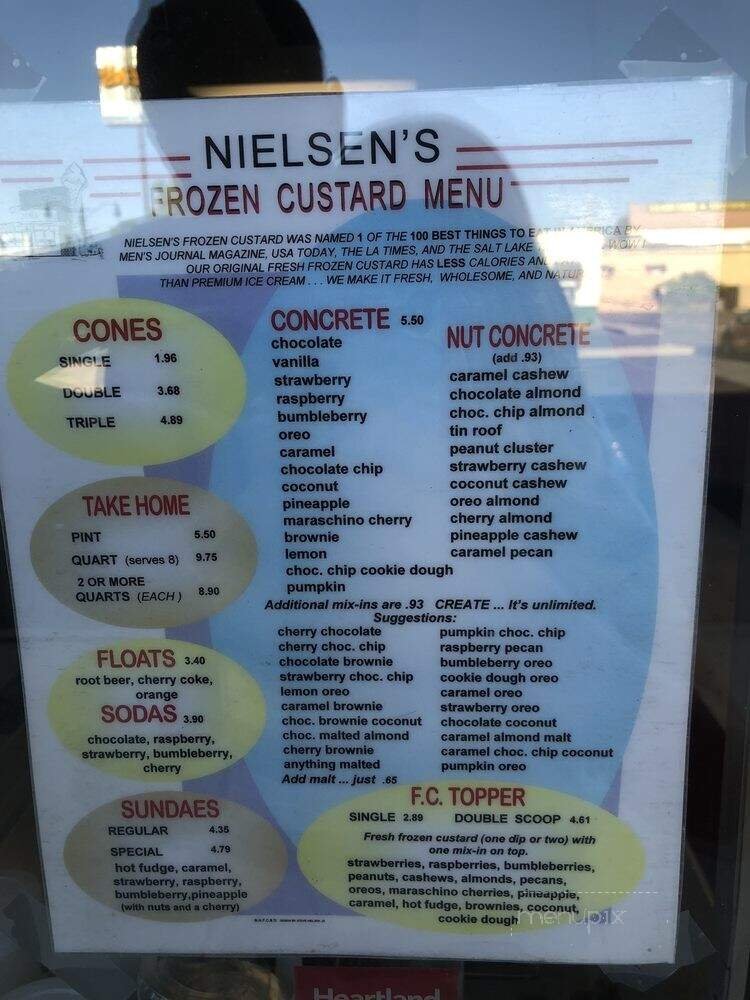 NIELSEN'S
FROZEN CUSTARD MENU
NIELSEN'S FROZEN CUSTARD WAS NAMED 1 OF THE 100 BEST THINGS TO EAT IN AMERICA BY
MEN'S JOURNAL MAGAZINE, USA TODAY, THE LA TIMES, AND THE SALT LAKE WOW!
OUR ORIGINAL FRESH FROZEN CUSTARD HAS LESS CALORIES
THAN PREMIUM ICE CREAM . . . WE MAKE IT FRESH, WHOLESOME, AND
CONES
SINGLE 1.96
DOUBLE 3.68
TRIPLE 4.89
TAKE HOME
PINT 5.50
QUART (serves 8) 9.75
2 OR MORE
QUARTS (EACH) 8.90
FLOATS 3.40
root beer, cherry coke,
orange
SODAS 3.90
chocolate, raspberry,
strawberry, bumbleberry,
cherry
SUNDAES
REGULAR 4.35
SPECIAL 4.79
hot fudge, caramel,
strawberry, raspberry,
bumbleberry,pineapple
(with nuts and a cherry)
CONCRETE 5.50
chocolate
vanilla
strawberry
raspberry
bumbleberry
oreo
caramel
chocolate chip
coconut
pineapple
maraschino cherry
brownie
lemon
choc. chip cookie dough
pumpkin
NUT CONCRETE
(add .93)
caramel cashew
chocolate almond
choc. chip almond
tin roof
peanut cluster
strawberry cashew
coconut cashew
oreo almond
cherry almond
pineapple cashew
caramel pecan
Additional mix-ins are .93 CREATE ... It's unlimited.
Suggestions:
cherry chocolate
cherry choc. chip
chocolate brownie
strawberry choc. chip
lemon oreo
caramel brownie
choc. brownie coconut
choc. malted almond
cherry brownie
anything malted
Add malt ... just .65
pumpkin choc. chip
raspberry pecan
bumbleberry oreo
cookie dough oreo
caramel oreo
strawberry oreo
chocolate coconut
caramel almond malt
caramel choc. chip coconut
pumpkin oreo
F.C. TOPPER
SINGLE 2.89 DOUBLE SCOOP 4.61
Fresh frozen custard (one dip or two) with
one mix-in on top.
strawberries, raspberries, bumbleberries,
peanuts, cashews, almonds, pecans,
oreos, maraschino cherries, pineapple,
caramel, hot fudge, brownies, coconut,
cookie dough
menupix
Heartland